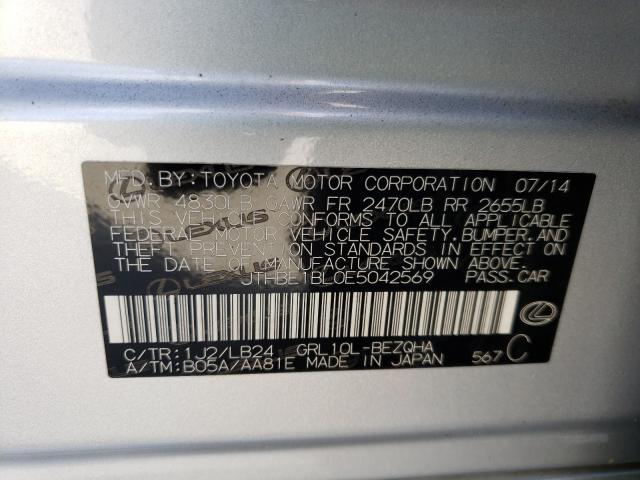 MFD. BY: TOYOTA MOTOR CORPORATION 07/14
GVWR 4830LB GAWR FR 2470LB RR 2655LB
THIS VEHICLE CONFORMS TO ALL APPLICABLE
FEDERAL MOTOR VEHICLE SAFETY, BUMPER, AND
THEFT PREVENTION STANDARDS IN EFFECT ON
THE DATE OF MANUFACTURE SHOWN ABOVE.
JTHBE1BL0E5042569 PASS. CAR
C/TR: 1J2/LB24 GRL10L-BEZQHA
A/TM: B05A/AA81E MADE IN JAPAN 567 C
LEXUS
LEXUS